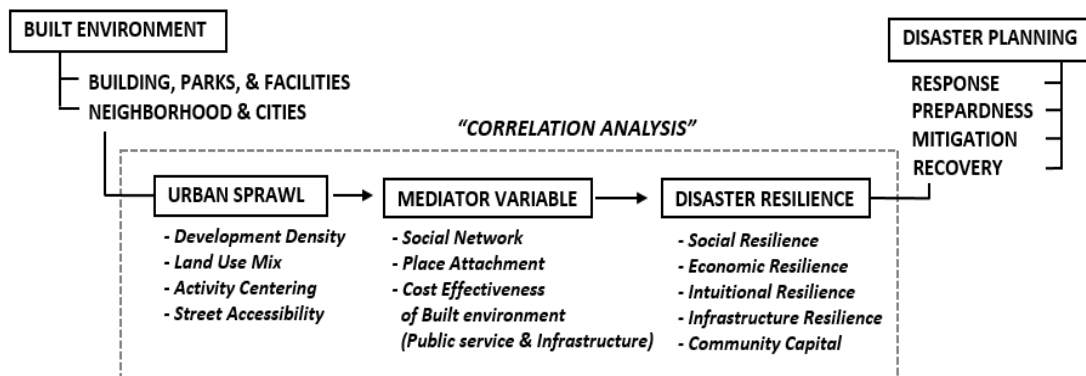 BUILT ENVIRONMENT
BUILDING, PARKS, & FACILITIES
NEIGHBORHOOD & CITIES
DISASTER PLANNING
RESPONSE
PREPARDNESS
MITIGATION
RECOVERY
“CORRELATION ANALYSIS”
URBAN SPRAWL
- Development Density
- Land Use Mix
- Activity Centering
- Street Accessibility
MEDIATOR VARIABLE
- Social Network
- Place Attachment
- Cost Effectiveness
of Built environment
(Public service & Infrastructure)
DISASTER RESILIENCE
- Social Resilience
- Economic Resilience
- Intuitional Resilience
- Infrastructure Resilience
- Community Capital